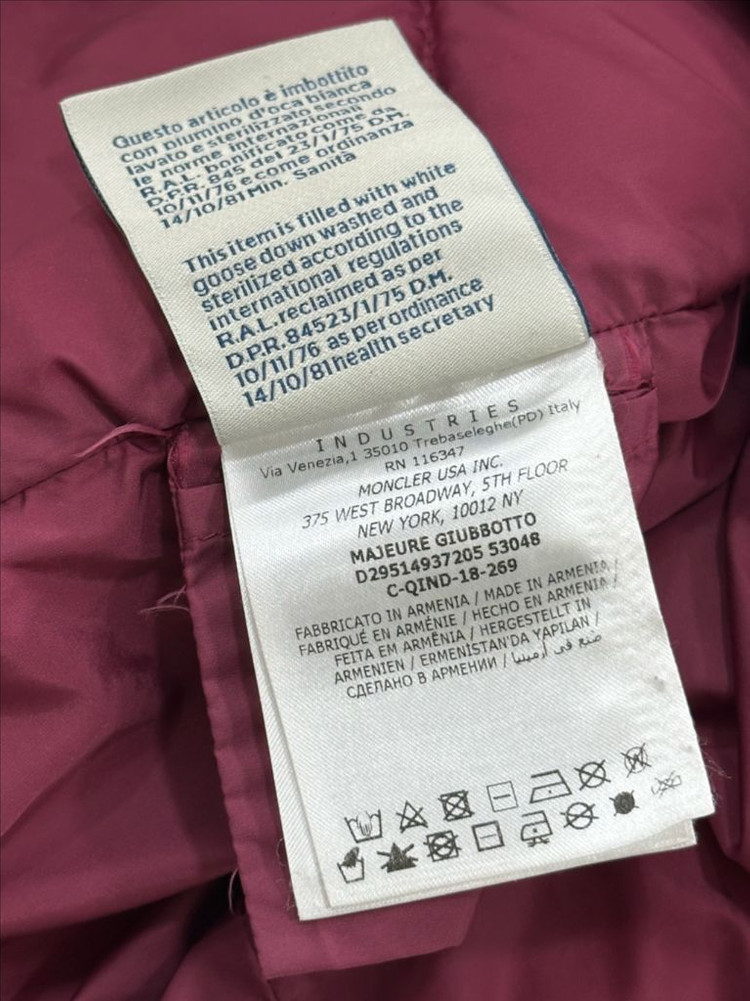 Questo articolo è imbottito
con piumino d'oca bianca
lavato e sterilizzato secondo
le norme internazionali
R.A.L. bonificato come da
D.P.R. 845 del 23/1/75 D.M.
10/11/76 e come ordinanza
14/10/81 Min. Sanità
This item is filled with white
goose down washed and
sterilized according to the
international regulations
R.A.L. reclaimed as per
D.P.R. 84523/1/75 D.M.
10/11/76 as per ordinance
14/10/81 health secretary
INDUSTRIES
Via Venezia,1 35010 Trebaseleghe(PD) Italy
RN 116347
MONCLER USA INC.
375 WEST BROADWAY, 5TH FLOOR
NEW YORK, 10012 NY
MAJEURE GIUBBOTTO
D29514937205 53048
C-QIND-18-269
FABBRICATO IN ARMENIA / MADE IN ARMENIA /
FABRIQUÉ EN ARMÉNIE / HECHO EN ARMENIA /
FEITA EM ARMÊNIA / HERGESTELLT IN
ARMENIEN / ERMENİSTAN'DA YAPILAN /
СДЕЛАНО В АРМЕНИИ / صنع في أرمينيا